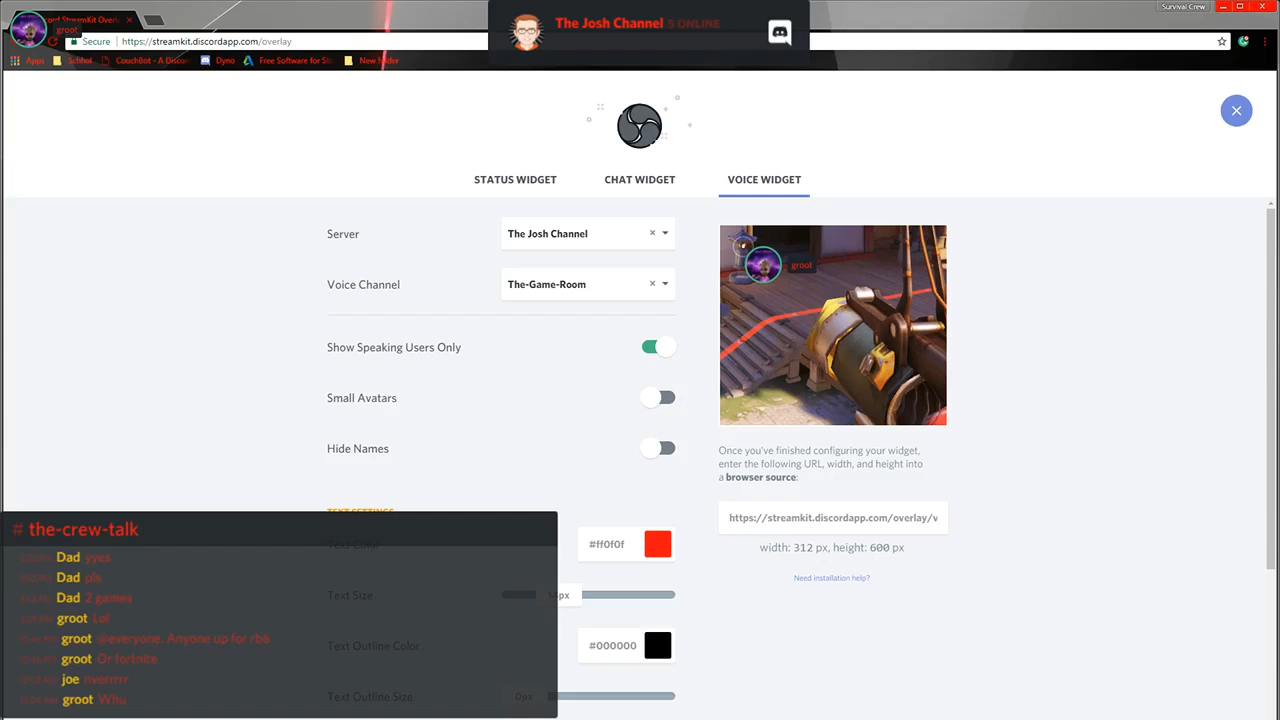 Survival Crew
ord StreamKit Overl
groot
Secure https://streamkit.discordapp.com/overlay
The Josh Channel 5 ONLINE
Apps
CouchBot - A Disco
Dyno
Free Software for St
New folder
STATUS WIDGET
CHAT WIDGET
VOICE WIDGET
Server
The Josh Channel
Voice Channel
The-Game-Room
groot
Show Speaking Users Only
Small Avatars
Hide Names
Once you've finished configuring your widget,
enter the following URL, width, and height into
a browser source:
https://streamkit.discordapp.com/overlay/v
width: 312 px, height: 600 px
Need installation help?
TEXT SETTINGS
Text Color
#ff0f0f
Text Size
14px
Text Outline Color
#000000
Text Outline Size
0px
# the-crew-talk
Dad yyes
Dad pls
Dad 2 games
groot Lol
groot @everyone. Anyone up for rb6
groot Or fortnite
joe nverrrrr
groot Whu